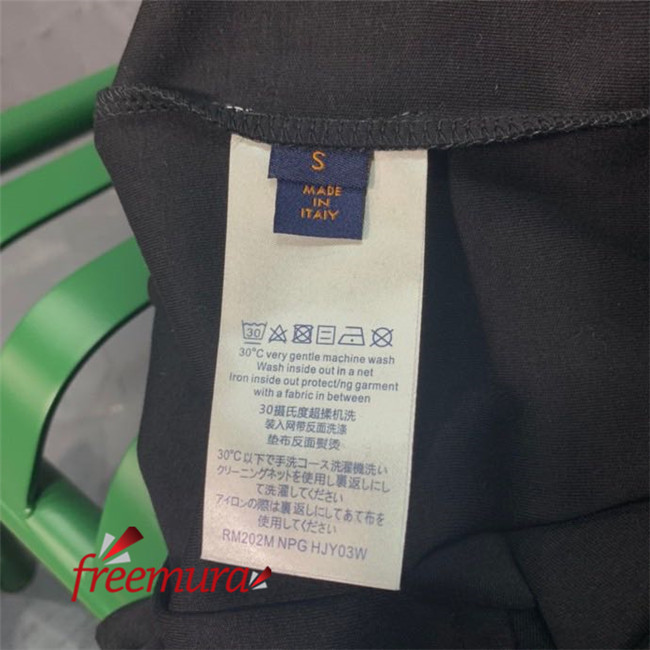 S
MADE
IN
ITALY
30
30°C very gentle machine wash
Wash inside out in a net
Iron inside out protect/ng garment
with a fabric in between
30摄氏度超揉机洗
装入网带反面洗涤
垫布反面熨烫
30°C以下で手洗コース洗濯機洗い
クリーニングネットを使用し裏返しにし
て洗濯してください
アイロンの際は裏返しにしてあて布を
使用してください
RM202M NPG HJY03W
freemura